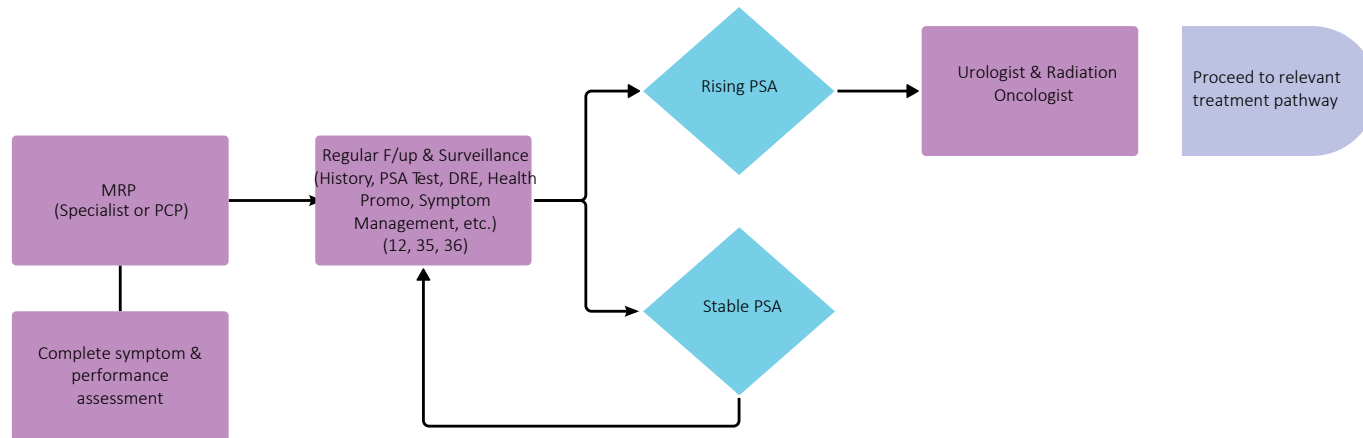 MRP
(Specialist or PCP)
Complete symptom &
performance
assessment
Regular F/up & Surveillance
(History, PSA Test, DRE, Health
Promo, Symptom
Management, etc.)
(12, 35, 36)
Rising PSA
Stable PSA
Urologist & Radiation
Oncologist
Proceed to relevant
treatment pathway